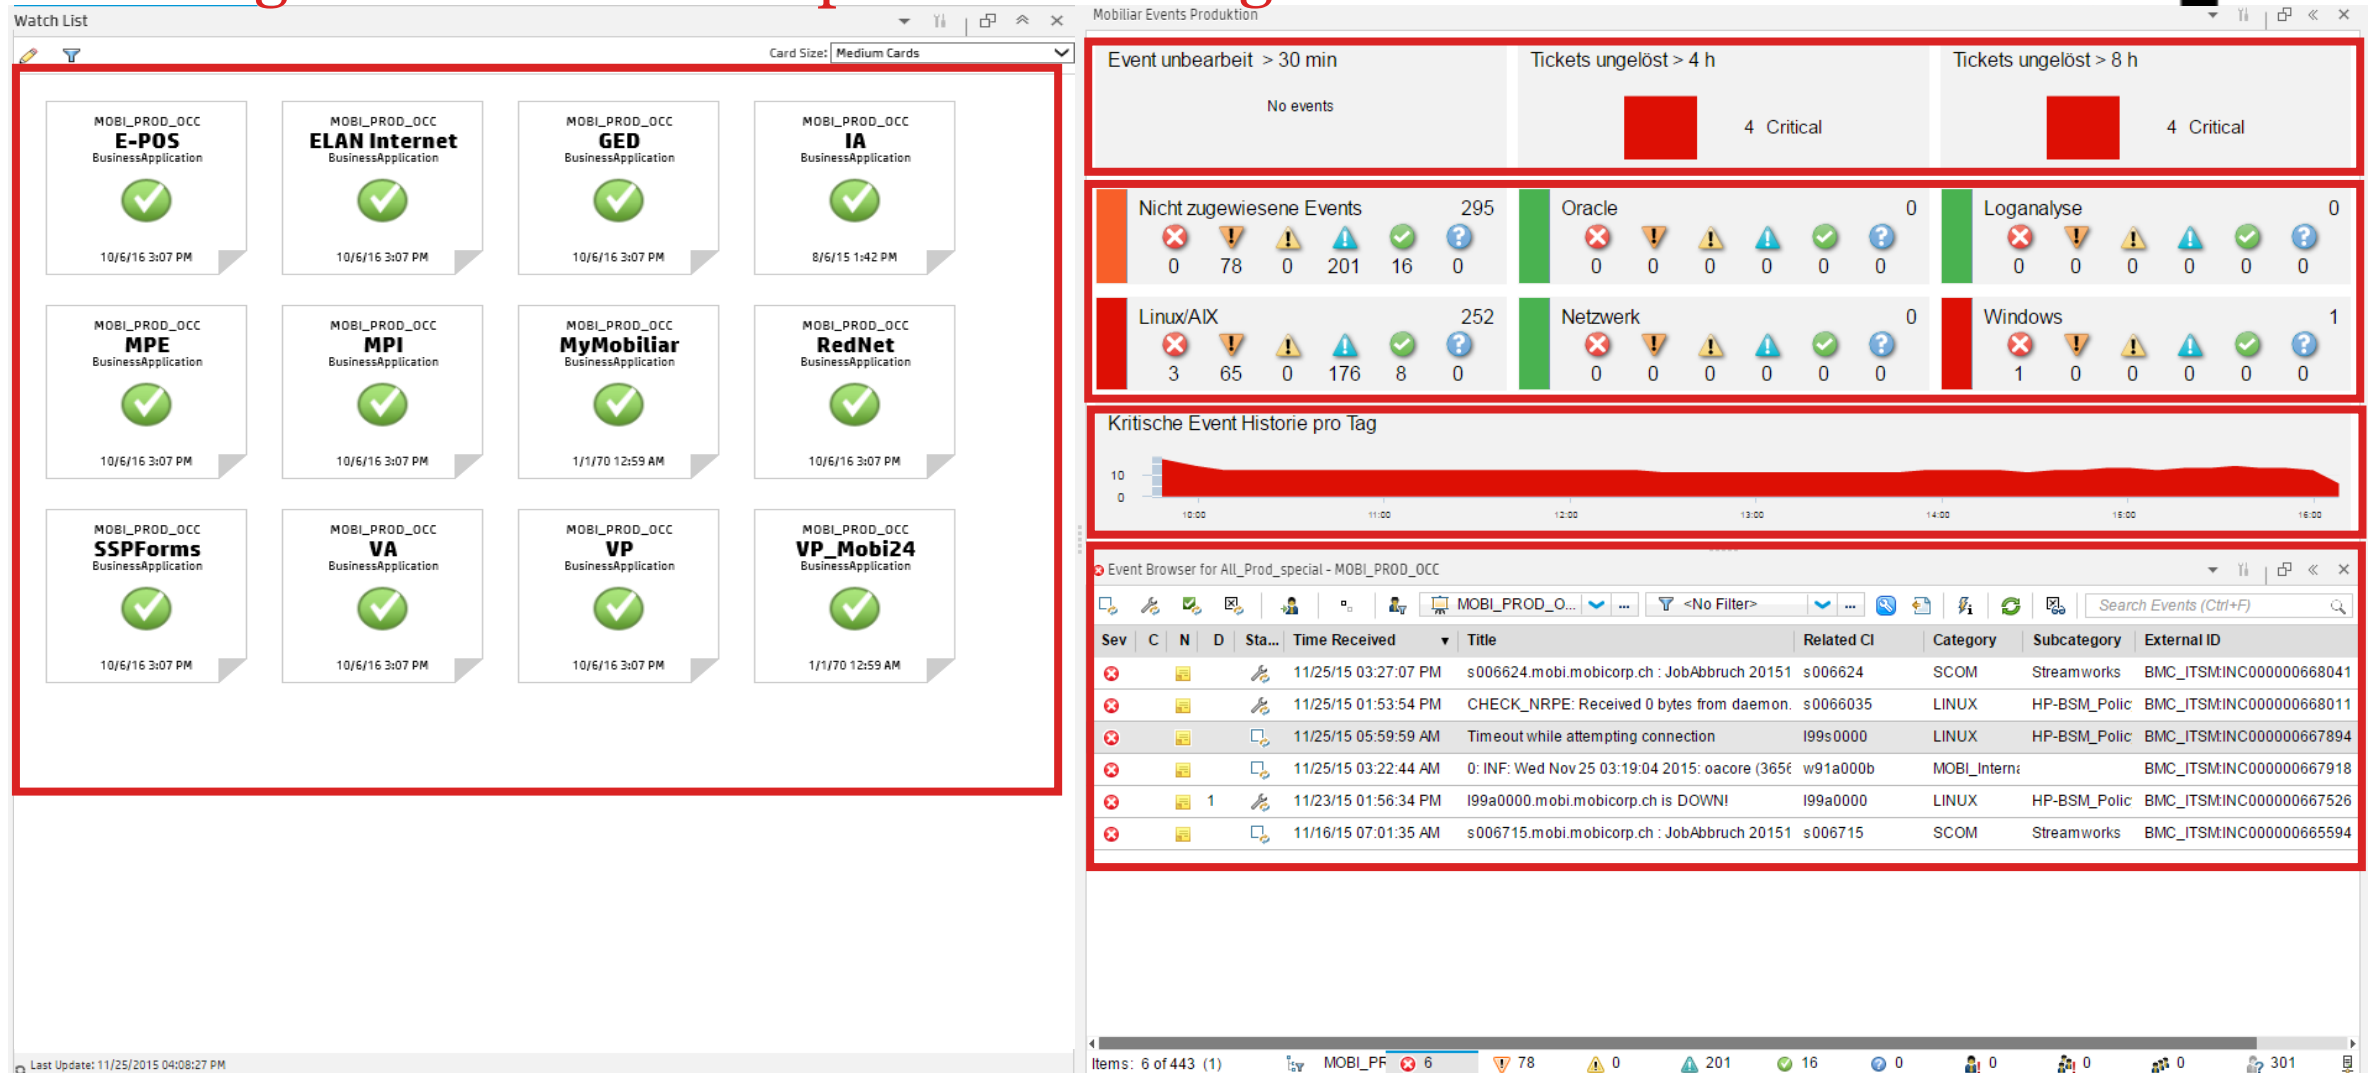 Watch List
Card Size: Medium Cards
MOBI_PROD_OCC
E-POS
BusinessApplication
10/6/16 3:07 PM
MOBI_PROD_OCC
ELAN Internet
BusinessApplication
10/6/16 3:07 PM
MOBI_PROD_OCC
GED
BusinessApplication
10/6/16 3:07 PM
MOBI_PROD_OCC
IA
BusinessApplication
8/6/15 1:42 PM
MOBI_PROD_OCC
MPE
BusinessApplication
10/6/16 3:07 PM
MOBI_PROD_OCC
MPI
BusinessApplication
10/6/16 3:07 PM
MOBI_PROD_OCC
MyMobiliar
BusinessApplication
1/1/70 12:59 AM
MOBI_PROD_OCC
RedNet
BusinessApplication
10/6/16 3:07 PM
MOBI_PROD_OCC
SSPForms
BusinessApplication
10/6/16 3:07 PM
MOBI_PROD_OCC
VA
BusinessApplication
10/6/16 3:07 PM
MOBI_PROD_OCC
VP
BusinessApplication
10/6/16 3:07 PM
MOBI_PROD_OCC
VP_Mobi24
BusinessApplication
1/1/70 12:59 AM
Last Update: 11/25/2015 04:08:27 PM
Mobiliar Events Produktion
Event unbearbeit > 30 min
No events
Tickets ungelöst > 4 h
4 Critical
Tickets ungelöst > 8 h
4 Critical
Nicht zugewiesene Events 295
0 78 0 201 16 0
Oracle 0
0 0 0 0 0 0
Loganalyse 0
0 0 0 0 0 0
Linux/AIX 252
3 65 0 176 8 0
Netzwerk 0
0 0 0 0 0 0
Windows 1
1 0 0 0 0 0
Kritische Event Historie pro Tag
10
0
10:00 11:00 12:00 13:00 14:00 15:00 16:00
Event Browser for All_Prod_special - MOBI_PROD_OCC
MOBI_PROD_O... ... <No Filter> ... Search Events (Ctrl+F)
Sev C N D Sta... Time Received Title Related CI Category Subcategory External ID
11/25/15 03:27:07 PM s006624.mobi.mobicorp.ch : JobAbbruch 20151 s006624 SCOM Streamworks BMC_ITSM:INC000000668041
11/25/15 01:53:54 PM CHECK_NRPE: Received 0 bytes from daemon. s0066035 LINUX HP-BSM_Polic BMC_ITSM:INC000000668011
11/25/15 05:59:59 AM Timeout while attempting connection l99s0000 LINUX HP-BSM_Polic BMC_ITSM:INC000000667894
11/25/15 03:22:44 AM 0: INF: Wed Nov 25 03:19:04 2015: oacore (3656 w91a000b MOBI_Interna BMC_ITSM:INC000000667918
1 11/23/15 01:56:34 PM l99a0000.mobi.mobicorp.ch is DOWN! l99a0000 LINUX HP-BSM_Polic BMC_ITSM:INC000000667526
11/16/15 07:01:35 AM s006715.mobi.mobicorp.ch : JobAbbruch 20151 s006715 SCOM Streamworks BMC_ITSM:INC000000665594
Items: 6 of 443 (1) MOBI_PR 6 78 0 201 16 0 0 0 0 301